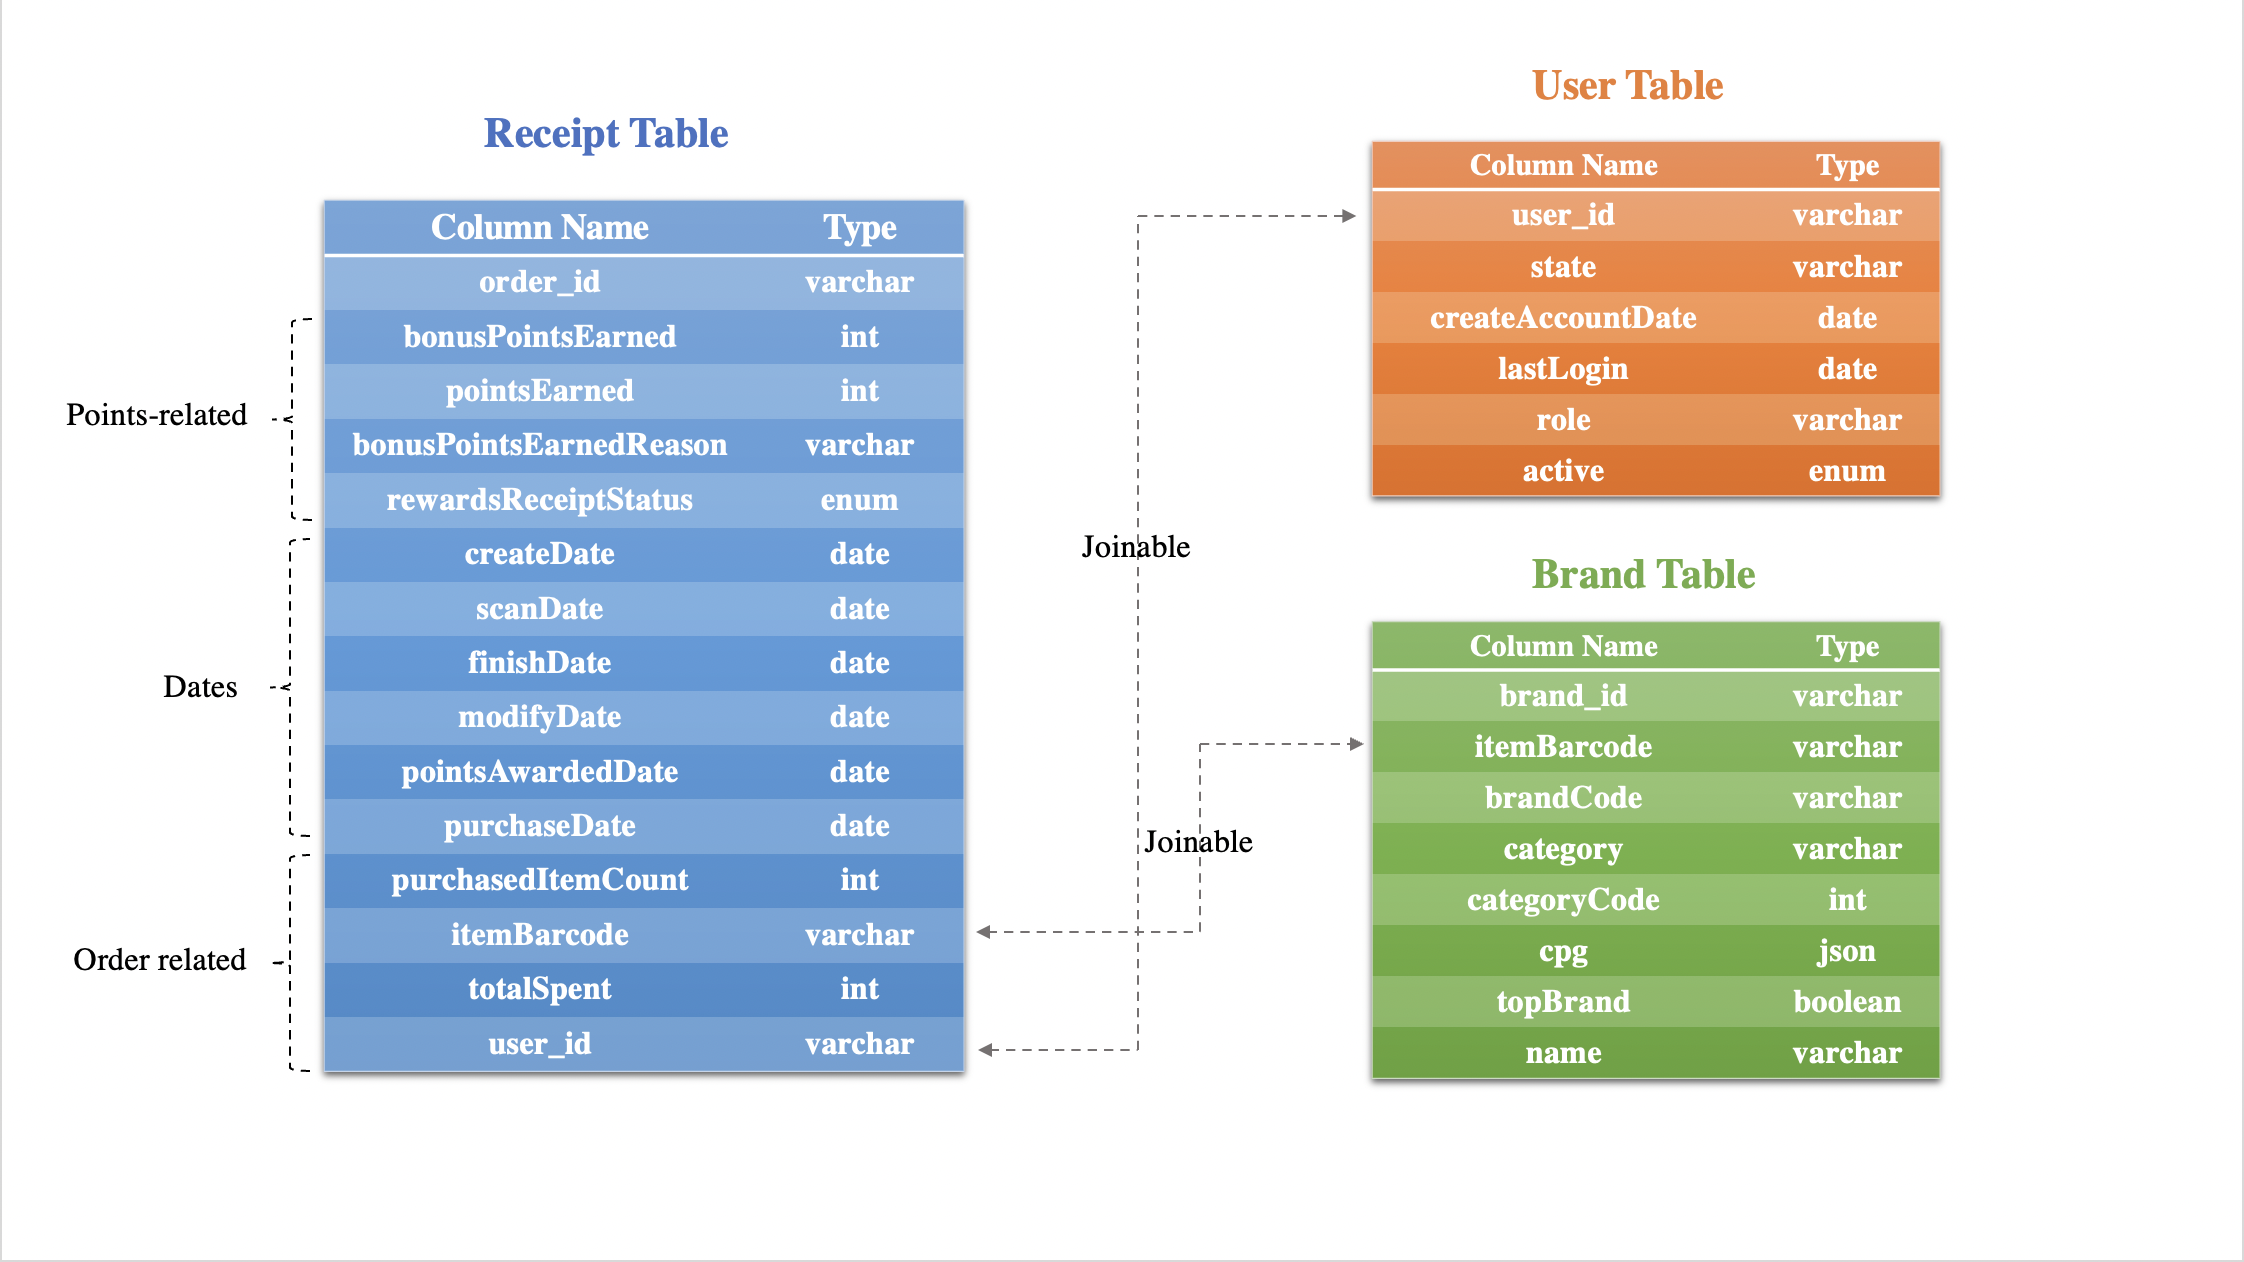 Receipt Table
Column Name Type
order_id varchar
bonusPointsEarned int
pointsEarned int
bonusPointsEarnedReason varchar
rewardsReceiptStatus enum
createDate date
scanDate date
finishDate date
modifyDate date
pointsAwardedDate date
purchaseDate date
purchasedItemCount int
itemBarcode varchar
totalSpent int
user_id varchar
Points-related
Dates
Order related
Joinable
Joinable
User Table
Column Name Type
user_id varchar
state varchar
createAccountDate date
lastLogin date
role varchar
active enum
Brand Table
Column Name Type
brand_id varchar
itemBarcode varchar
brandCode varchar
category varchar
categoryCode int
cpg json
topBrand boolean
name varchar